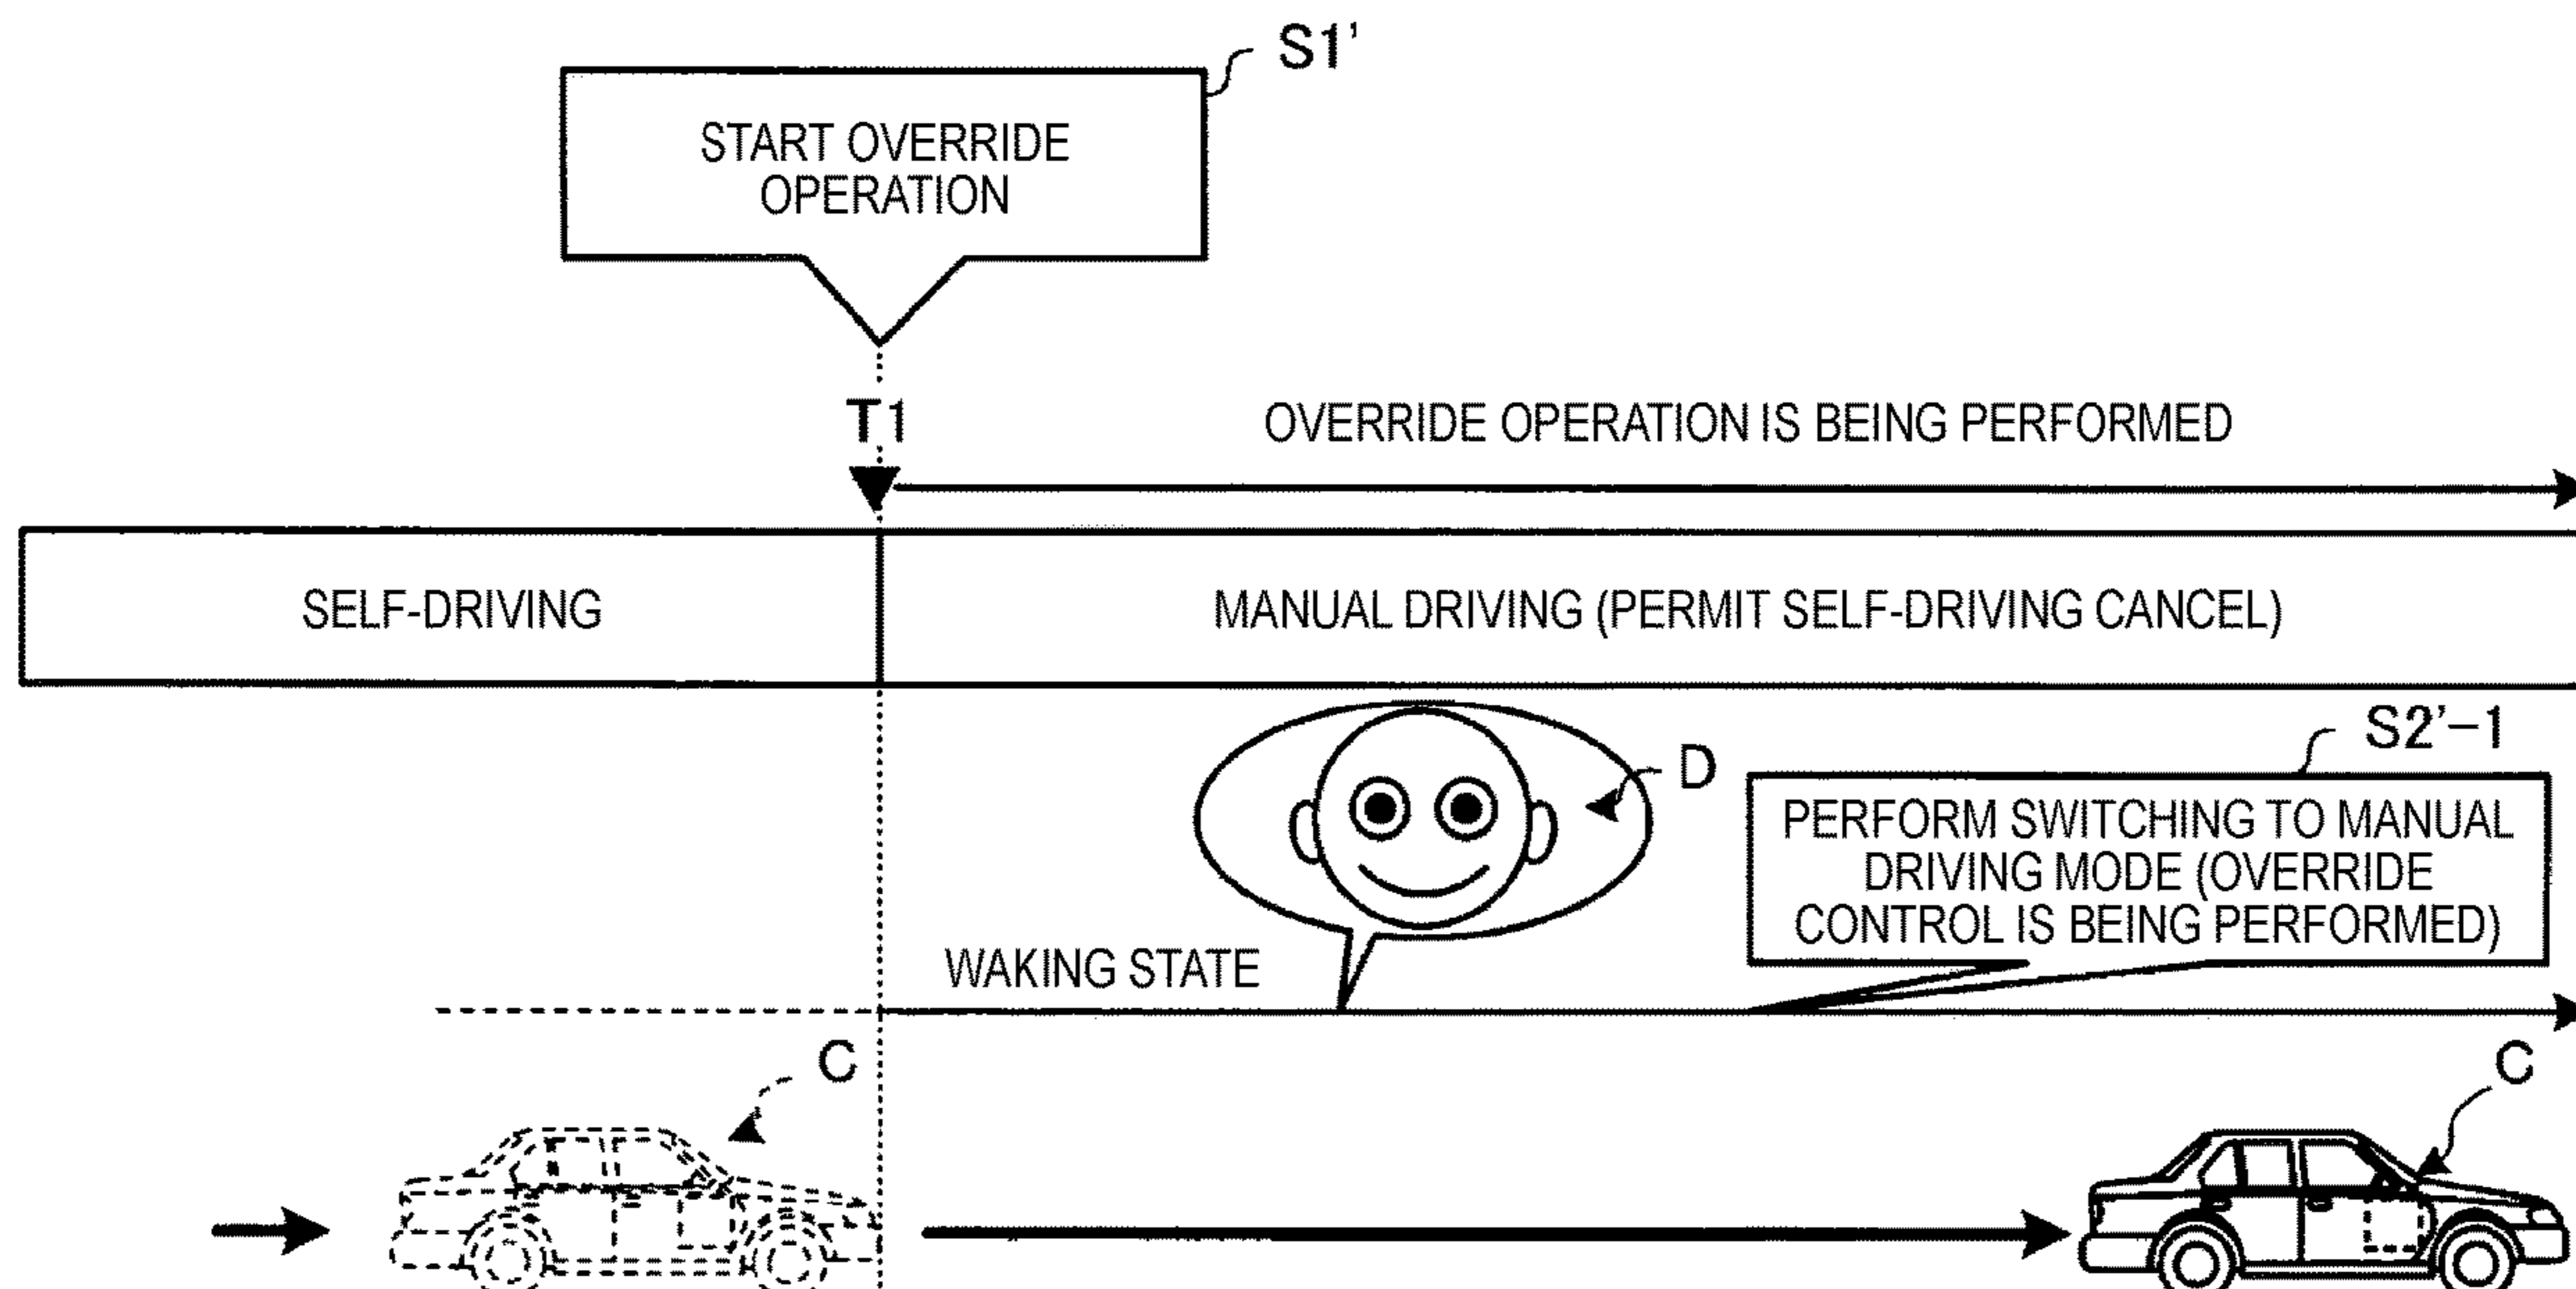 S1'
START OVERRIDE
OPERATION
T1
OVERRIDE OPERATION IS BEING PERFORMED
SELF-DRIVING
MANUAL DRIVING (PERMIT SELF-DRIVING CANCEL)
S2'-1
D
PERFORM SWITCHING TO MANUAL
DRIVING MODE (OVERRIDE
CONTROL IS BEING PERFORMED)
WAKING STATE
C
C